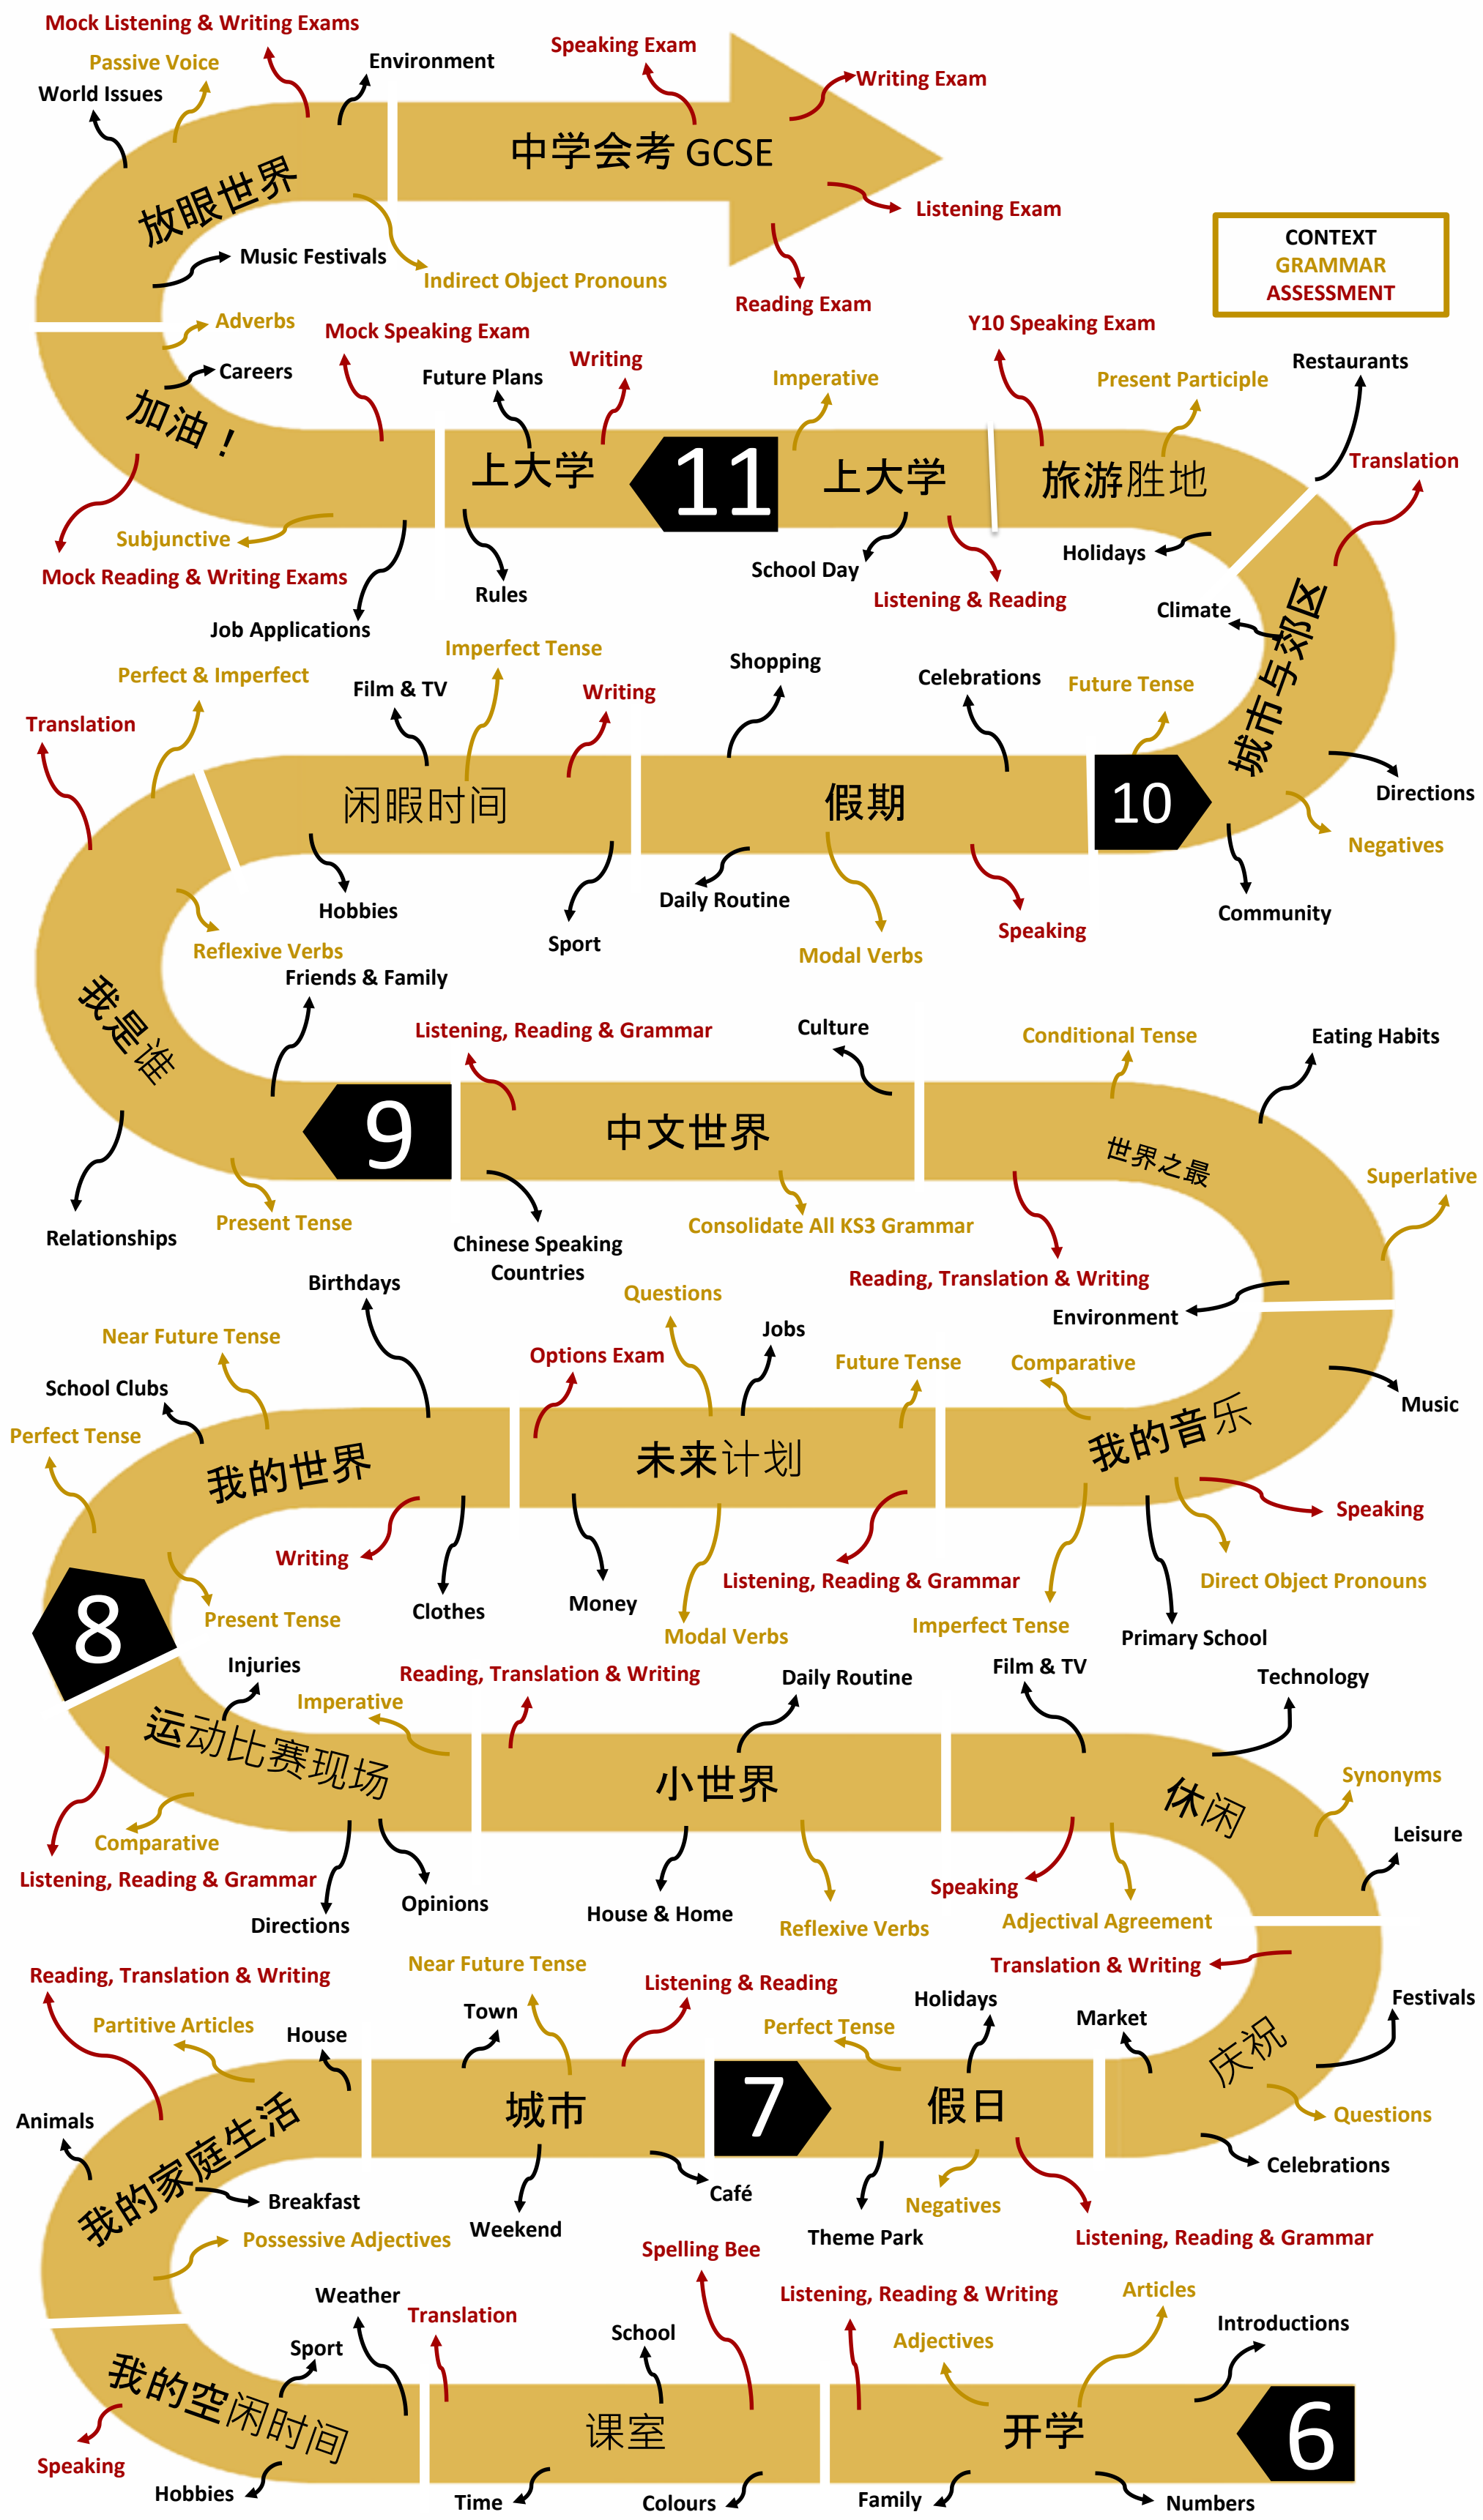 Mock Listening & Writing Exams
Passive Voice
Environment
Speaking Exam
Writing Exam
World Issues
中学会考 GCSE
放眼世界
Listening Exam
Music Festivals
Indirect Object Pronouns
Reading Exam
CONTEXT
GRAMMAR
ASSESSMENT
Adverbs
Mock Speaking Exam
Careers
Future Plans
Writing
Imperative
Y10 Speaking Exam
Present Participle
Restaurants
加油！
上大学
11
上大学
旅游胜地
Translation
Subjunctive
Mock Reading & Writing Exams
Job Applications
Rules
School Day
Listening & Reading
Holidays
Climate
城市与郊区
Perfect & Imperfect
Translation
Film & TV
Imperfect Tense
Writing
Shopping
Celebrations
Future Tense
闲暇时间
假期
10
Directions
Negatives
Community
Hobbies
Sport
Daily Routine
Modal Verbs
Speaking
Reflexive Verbs
Friends & Family
我是谁
Listening, Reading & Grammar
Culture
Conditional Tense
Eating Habits
9
中文世界
世界之最
Superlative
Relationships
Present Tense
Chinese Speaking
Countries
Consolidate All KS3 Grammar
Reading, Translation & Writing
Environment
Birthdays
Near Future Tense
School Clubs
Perfect Tense
Questions
Options Exam
Jobs
Future Tense
Comparative
Music
我的世界
未来计划
我的音乐
Speaking
Writing
Clothes
Money
Listening, Reading & Grammar
Modal Verbs
Imperfect Tense
Direct Object Pronouns
Primary School
8
Present Tense
Injuries
Imperative
Reading, Translation & Writing
Daily Routine
Film & TV
Technology
运动比赛现场
小世界
休闲
Synonyms
Leisure
Comparative
Listening, Reading & Grammar
Directions
Opinions
House & Home
Reflexive Verbs
Speaking
Adjectival Agreement
Translation & Writing
Reading, Translation & Writing
Partitive Articles
House
Near Future Tense
Town
Listening & Reading
Perfect Tense
Holidays
Market
Festivals
Animals
我的家庭生活
城市
7
假日
庆祝
Questions
Celebrations
Breakfast
Possessive Adjectives
Weekend
Café
Theme Park
Negatives
Listening, Reading & Grammar
Weather
Sport
Translation
School
Spelling Bee
Listening, Reading & Writing
Adjectives
Articles
Introductions
我的空闲时间
课室
开学
6
Speaking
Hobbies
Time
Colours
Family
Numbers